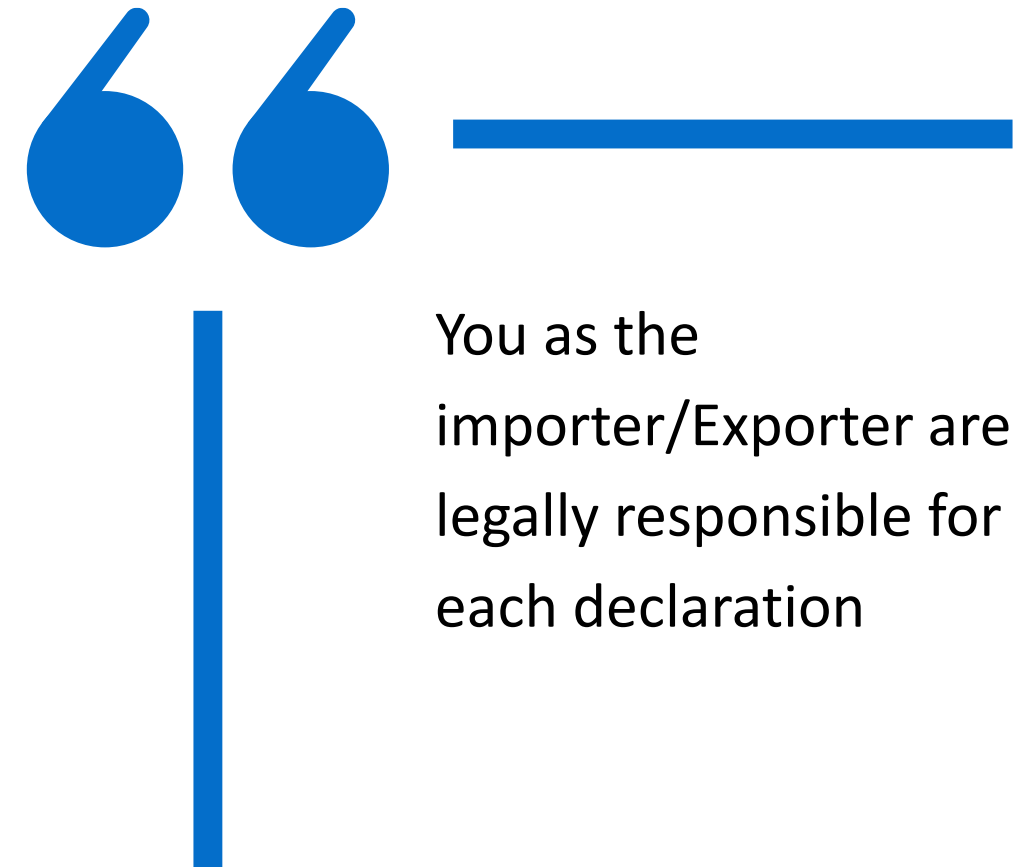 You as the
importer/Exporter are
legally responsible for
each declaration